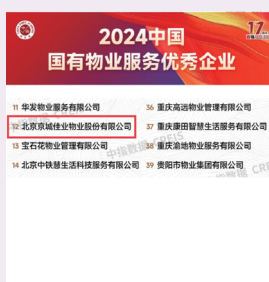 17
2024中国
国有物业服务优秀企业
11 华发物业服务有限公司
36 重庆高远物业管理有限公司
12 北京京城佳业物业股份有限公司
37 重庆康田智慧生活服务有限公司
13 宝石花物业管理有限公司
38 重庆渝地物业服务有限公司
14 北京中铁慧生活科技服务有限公司
39 贵阳市物业集团有限公司
中指数据 CREIS